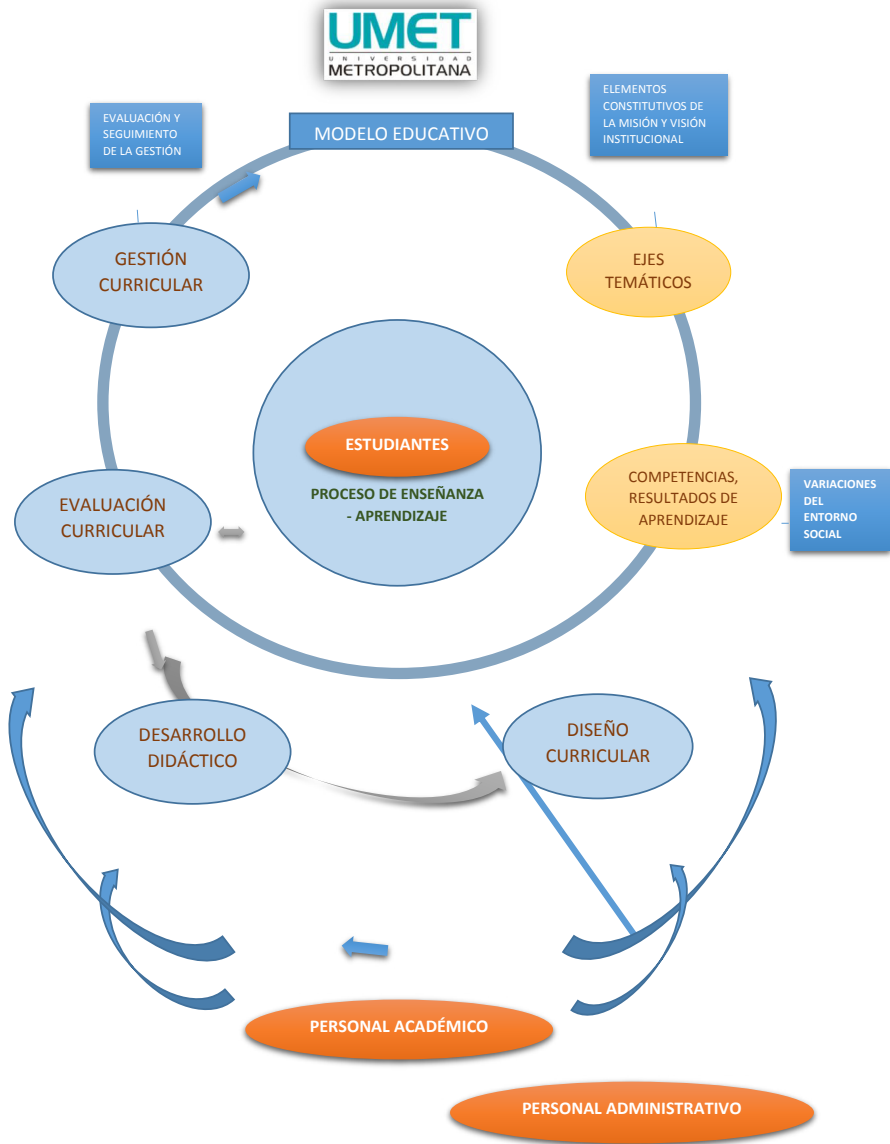 UMET
UNIVERSIDAD
METROPOLITANA
EVALUACIÓN Y
SEGUIMIENTO
DE LA GESTIÓN
MODELO EDUCATIVO
ELEMENTOS
CONSTITUTIVOS DE
LA MISIÓN Y VISIÓN
INSTITUCIONAL
GESTIÓN
CURRICULAR
EJES
TEMÁTICOS
ESTUDIANTES
PROCESO DE ENSEÑANZA
- APRENDIZAJE
EVALUACIÓN
CURRICULAR
COMPETENCIAS,
RESULTADOS DE
APRENDIZAJE
VARIACIONES
DEL
ENTORNO
SOCIAL
DESARROLLO
DIDÁCTICO
DISEÑO
CURRICULAR
PERSONAL ACADÉMICO
PERSONAL ADMINISTRATIVO